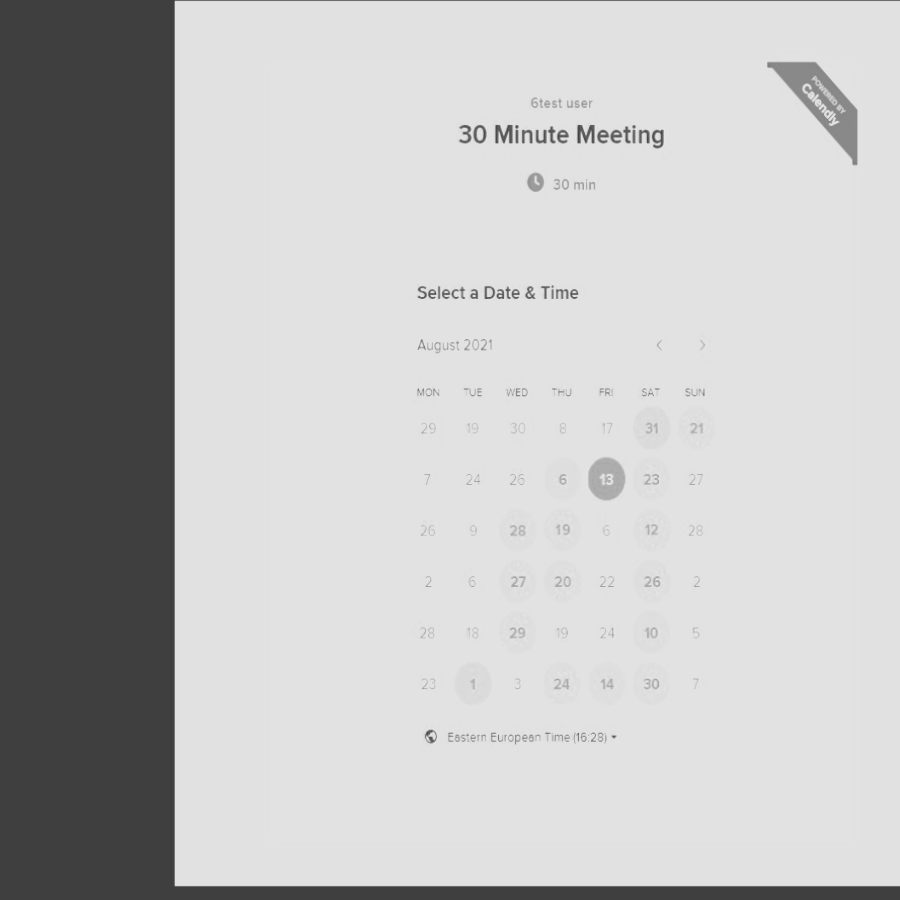 POWERED BY
Calendly
6test user
30 Minute Meeting
30 min
Select a Date & Time
August 2021
MON TUE WED THU FRI SAT SUN
29 19 30 8 17 31 21
7 24 26 6 13 23 27
26 9 28 19 6 12 28
2 6 27 20 22 26 2
28 18 29 19 24 10 5
23 1 3 24 14 30 7
Eastern European Time (16:28)